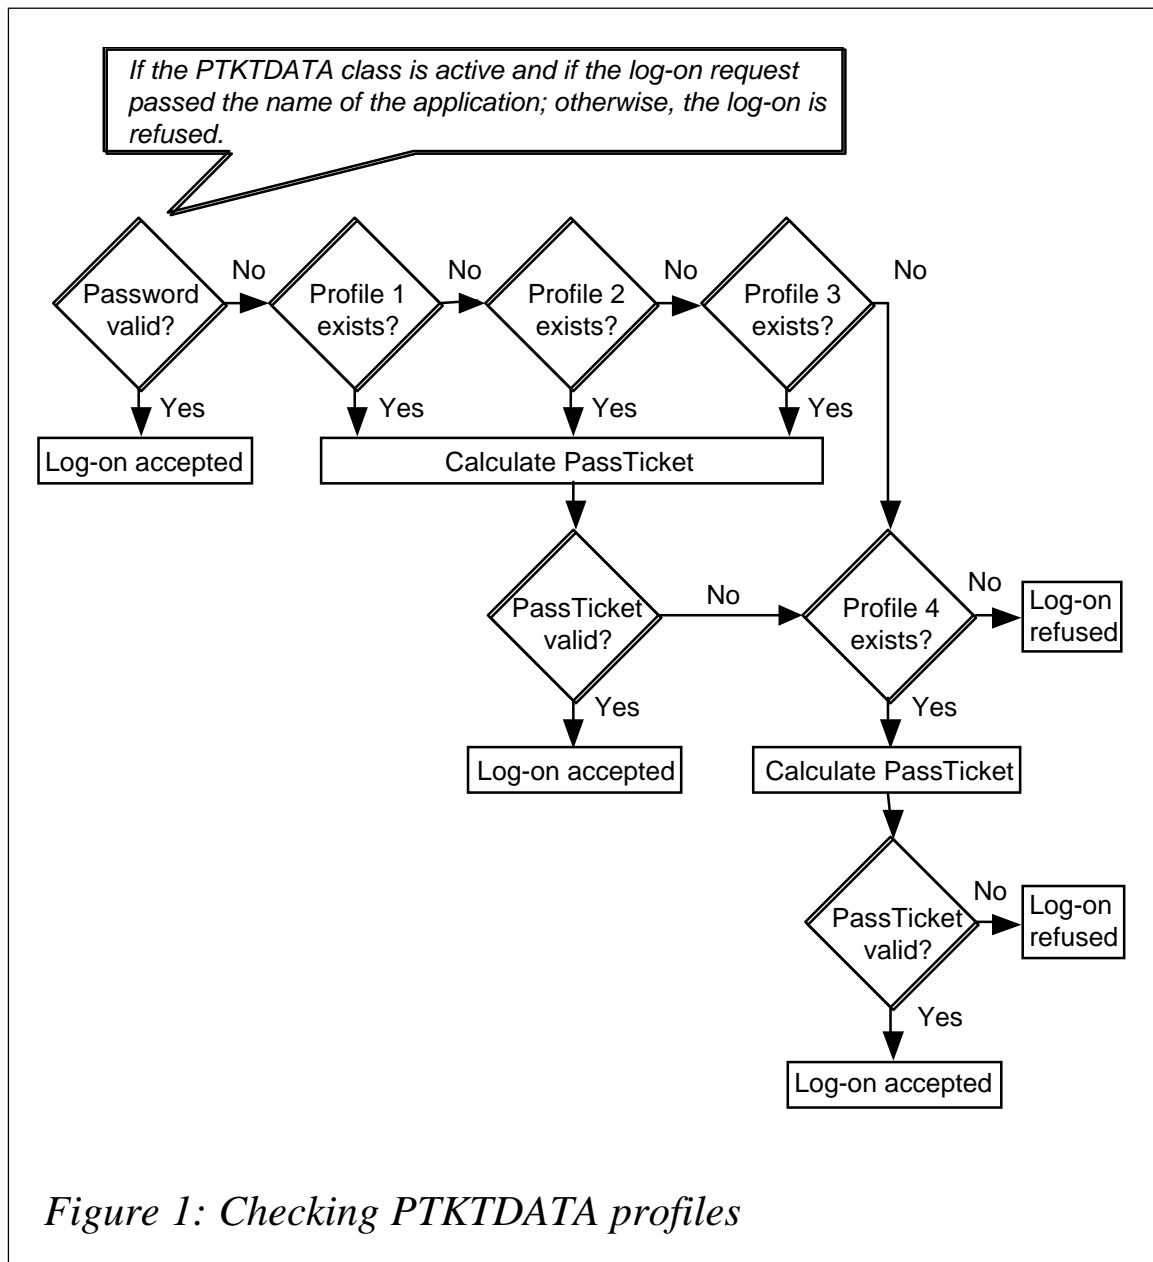 If the PTKTDATA class is active and if the log-on request
passed the name of the application; otherwise, the log-on is
refused.
Password
valid?
No
Profile 1
exists?
No
Profile 2
exists?
No
Profile 3
exists?
No
Yes
Yes
Yes
Yes
Log-on accepted
Calculate PassTicket
PassTicket
valid?
No
Profile 4
exists?
No
Log-on
refused
Yes
Yes
Log-on accepted
Calculate PassTicket
PassTicket
valid?
No
Log-on
refused
Yes
Log-on accepted
Figure 1: Checking PTKTDATA profiles